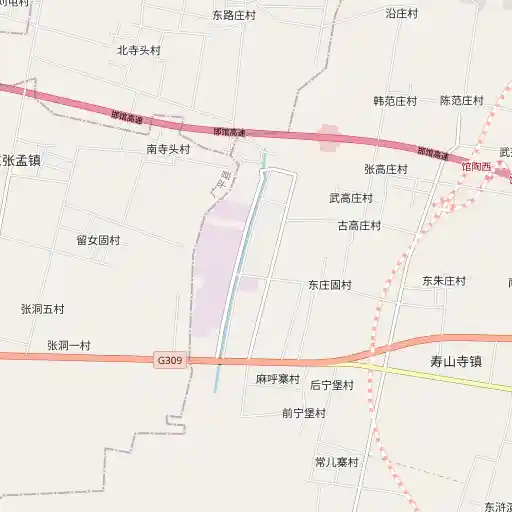 东路庄村
沿庄村
北寺头村
韩范庄村
陈范庄村
邯馆高速
邯馆高速
邯馆高速
南寺头村
张孟镇
馆陶西
张高庄村
武高庄村
古高庄村
留女固村
东庄固村
东朱庄村
张洞五村
张洞一村
G309
寿山寺镇
麻呼寨村
后宁堡村
前宁堡村
常儿寨村